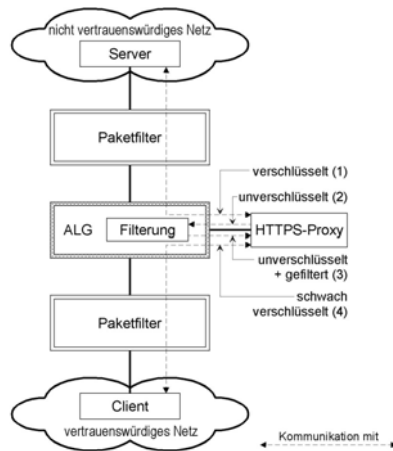 nicht vertrauenswürdiges Netz
Server
Paketfilter
verschlüsselt (1)
unverschlüsselt (2)
ALG
Filterung
HTTPS-Proxy
unverschlüsselt
+ gefiltert (3)
schwach
verschlüsselt (4)
Paketfilter
Client
vertrauenswürdiges Netz
Kommunikation mit